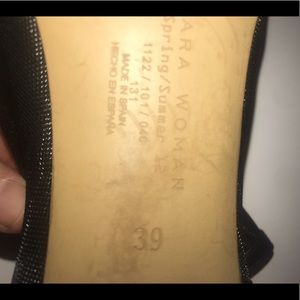 ARA WOMAN
Spring/Summer
1122/101/040
131
MADE IN SPAIN
HECHO EN ESPAÑA
39